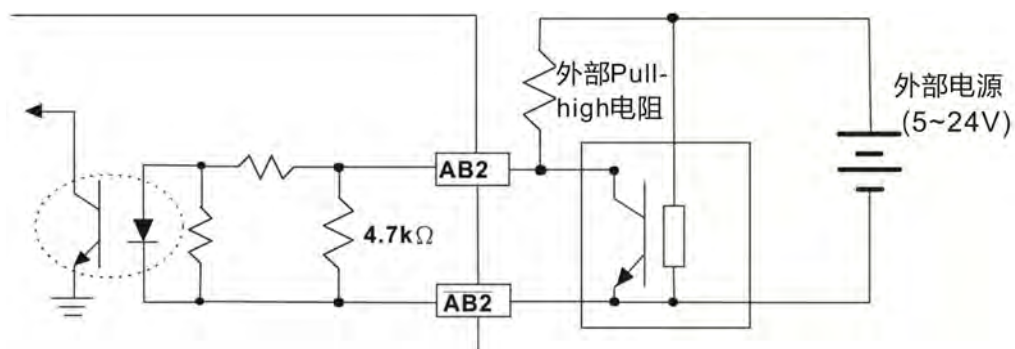 外部Pull-
high电阻
外部电源
(5~24V)
AB2
4.7kΩ
A̅B̅2̅